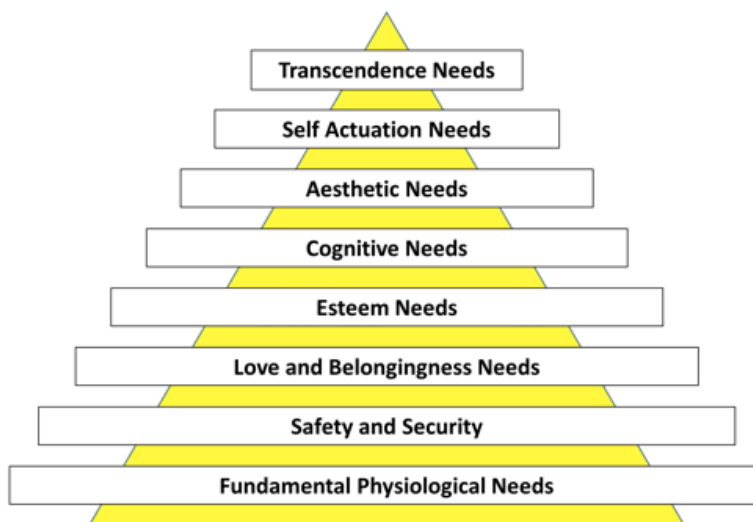 Transcendence Needs
Self Actuation Needs
Aesthetic Needs
Cognitive Needs
Esteem Needs
Love and Belongingness Needs
Safety and Security
Fundamental Physiological Needs